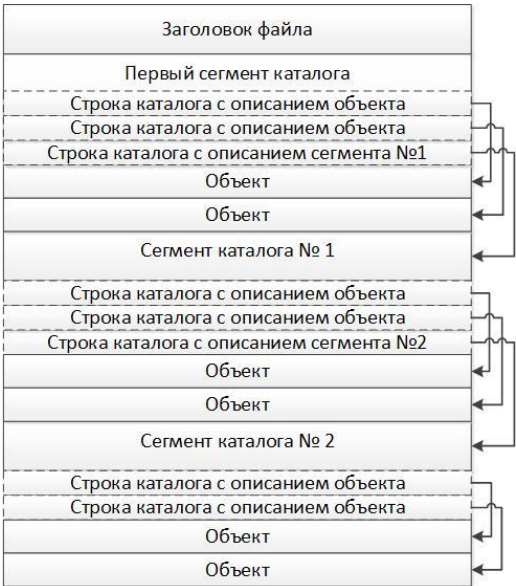 Заголовок файла
Первый сегмент каталога
Строка каталога с описанием объекта
Строка каталога с описанием объекта
Строка каталога с описанием сегмента №1
Объект
Объект
Сегмент каталога № 1
Строка каталога с описанием объекта
Строка каталога с описанием объекта
Строка каталога с описанием сегмента №2
Объект
Объект
Сегмент каталога № 2
Строка каталога с описанием объекта
Строка каталога с описанием объекта
Объект
Объект